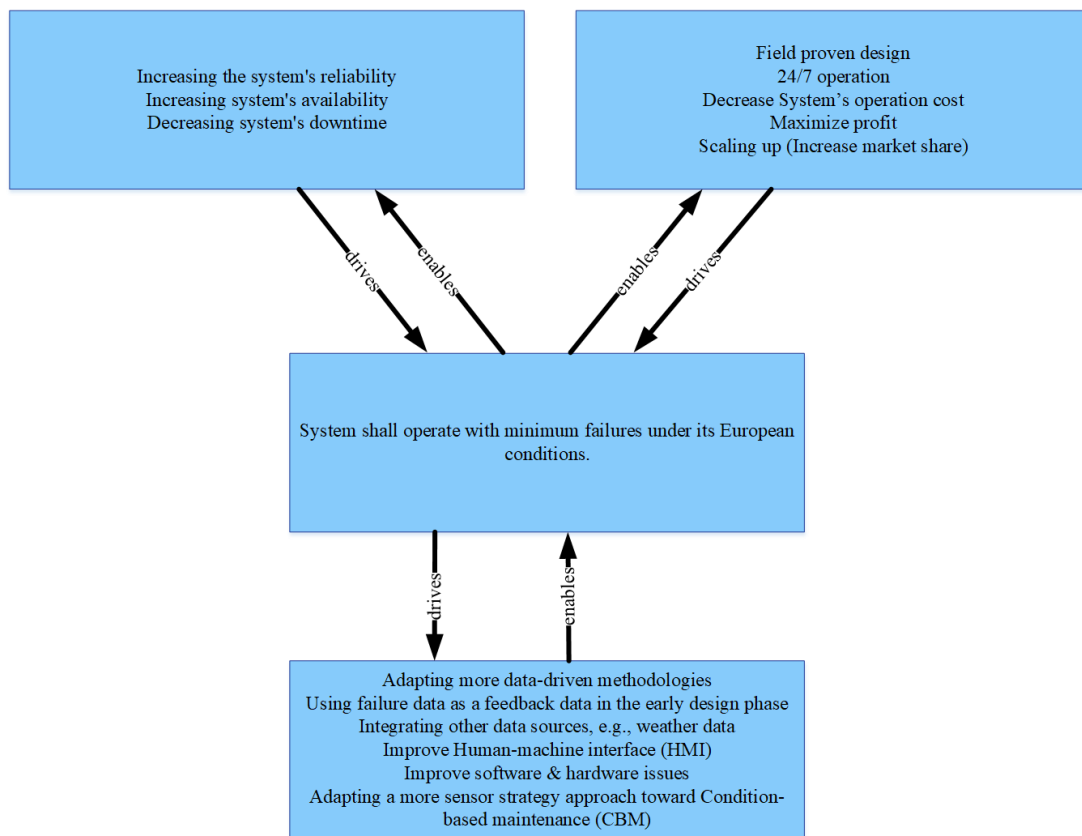 Increasing the system's reliability
Increasing system's availability
Decreasing system's downtime
Field proven design
24/7 operation
Decrease System’s operation cost
Maximize profit
Scaling up (Increase market share)
drives
enables
enables
drives
System shall operate with minimum failures under its European
conditions.
drives
enables
Adapting more data-driven methodologies
Using failure data as a feedback data in the early design phase
Integrating other data sources, e.g., weather data
Improve Human-machine interface (HMI)
Improve software & hardware issues
Adapting a more sensor strategy approach toward Condition-
based maintenance (CBM)